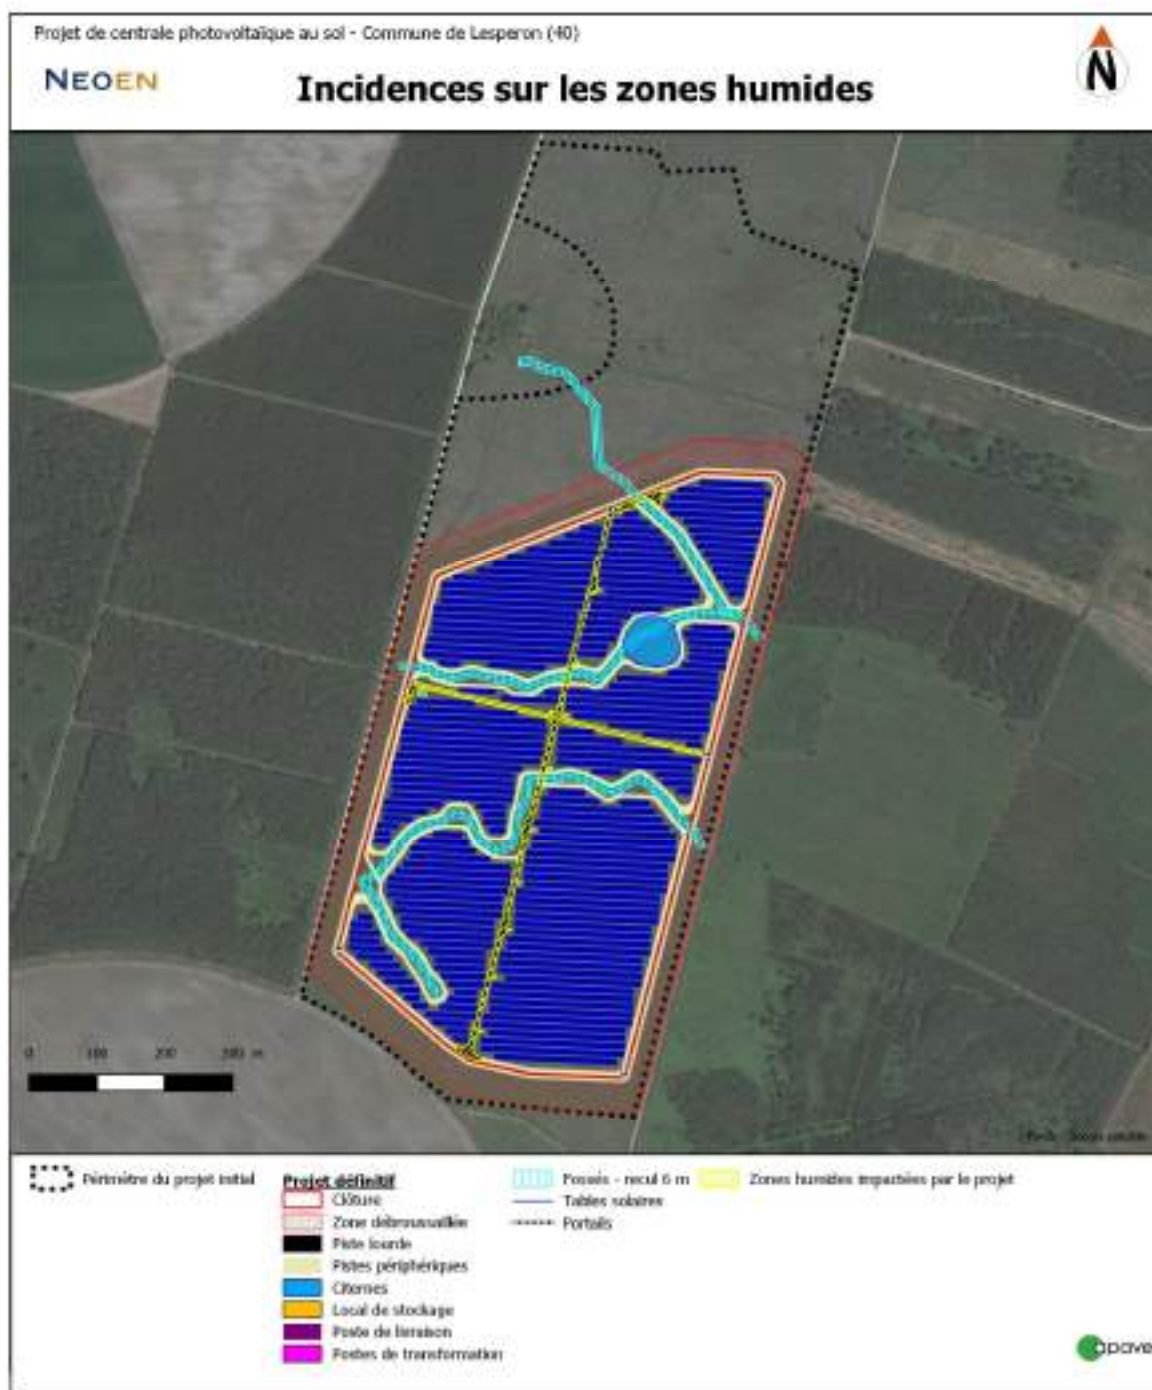 Projet de centrale photovoltaïque au sol - Commune de Lesperon (40)
NEOEN
Incidences sur les zones humides
N
0 100 200 300 m
Périmètre du projet initial
Projet définitif
Clôture
Zone débroussaillée
Piste lourde
Pistes périphériques
Citernes
Local de stockage
Poste de livraison
Postes de transformation
Fossés - recul 6 m
Tables solaires
Portails
Zones humides impactées par le projet
apave